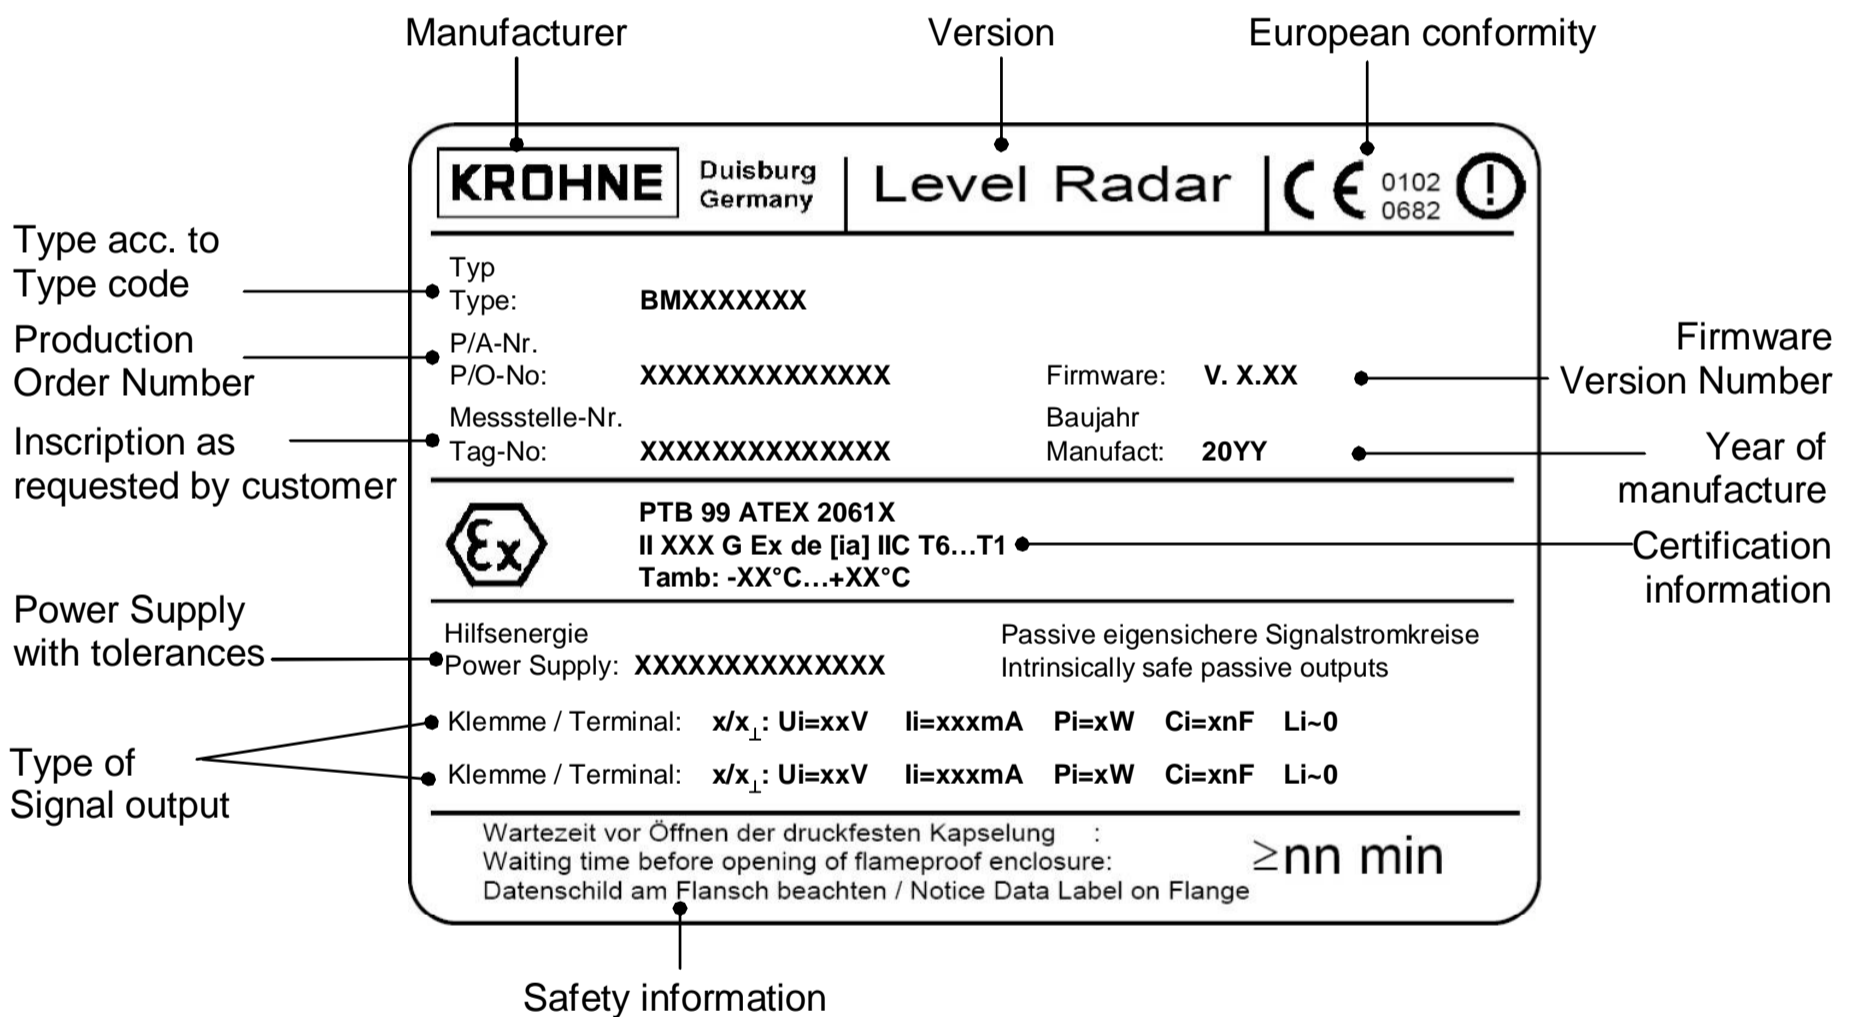 Manufacturer
Version
European conformity
KROHNE
Duisburg
Germany
Level Radar
CE 0102
0682
Type acc. to
Type code
Typ
Type: BMXXXXXXX
Production
Order Number
P/A-Nr.
P/O-No: XXXXXXXXXXXXXX
Firmware: V. X.XX
Firmware
Version Number
Inscription as
requested by customer
Messstelle-Nr.
Tag-No: XXXXXXXXXXXXXX
Baujahr
Manufact: 20YY
Year of
manufacture
Ex
PTB 99 ATEX 2061X
II XXX G Ex de [ia] IIC T6...T1
Tamb: -XX°C...+XX°C
Certification
information
Power Supply
with tolerances
Hilfsenergie
Power Supply: XXXXXXXXXXXXXX
Passive eigensichere Signalstromkreise
Intrinsically safe passive outputs
Type of
Signal output
Klemme / Terminal: x/x⊥: Ui=xxV Ii=xxxmA Pi=xW Ci=xnF Li~0
Klemme / Terminal: x/x⊥: Ui=xxV Ii=xxxmA Pi=xW Ci=xnF Li~0
Wartezeit vor Öffnen der druckfesten Kapselung :
Waiting time before opening of flameproof enclosure:
≥nn min
Datenschild am Flansch beachten / Notice Data Label on Flange
Safety information